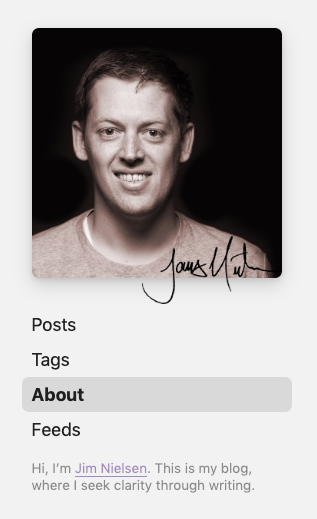 Posts
Tags
About
Feeds
Hi, I’m Jim Nielsen. This is my blog,
where I seek clarity through writing.